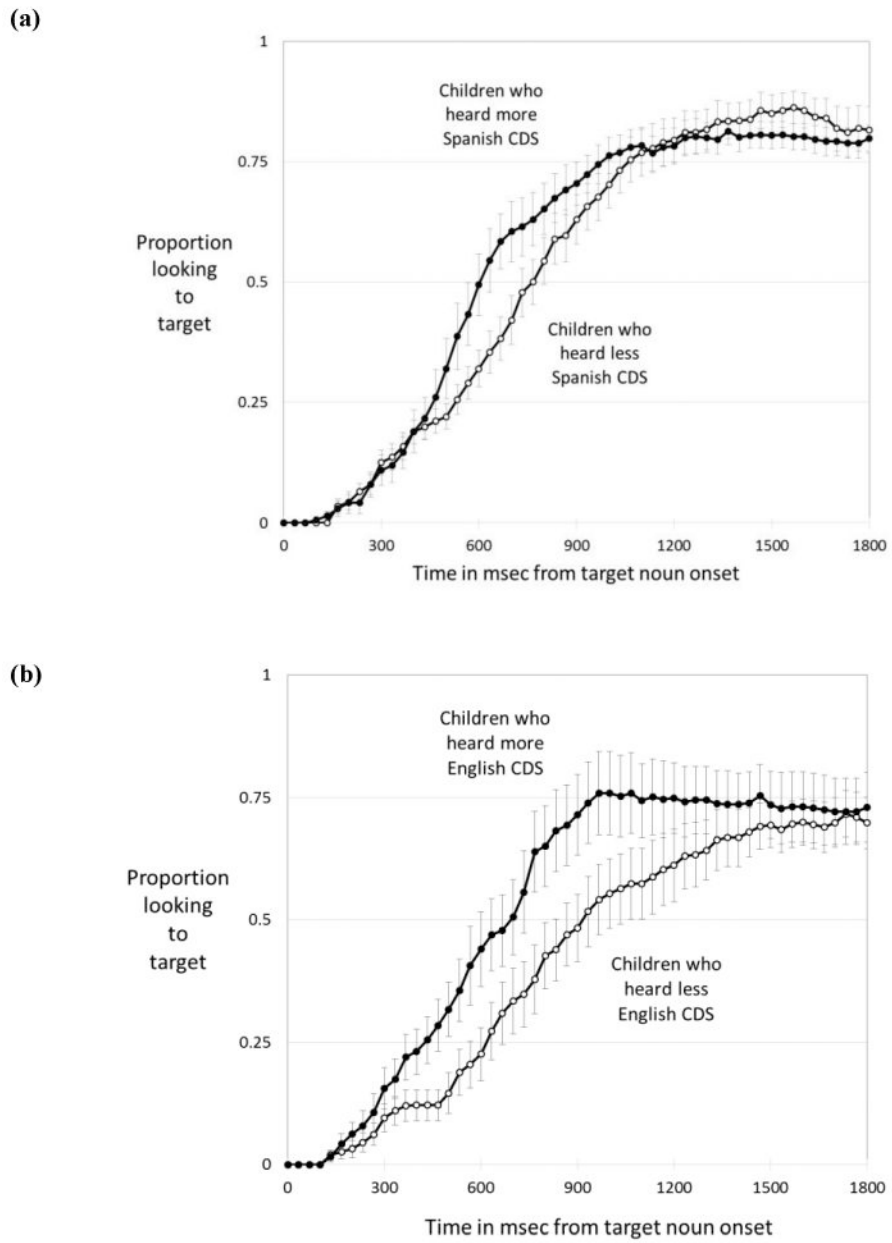 (a)
1
Children who
heard more
Spanish CDS
0.75
Proportion
looking
to
target
0.5
Children who
heard less
Spanish CDS
0.25
0
0 300 600 900 1200 1500 1800
Time in msec from target noun onset
(b)
1
Children who
heard more
English CDS
0.75
Proportion
looking
to
target
0.5
Children who
heard less
English CDS
0.25
0
0 300 600 900 1200 1500 1800
Time in msec from target noun onset